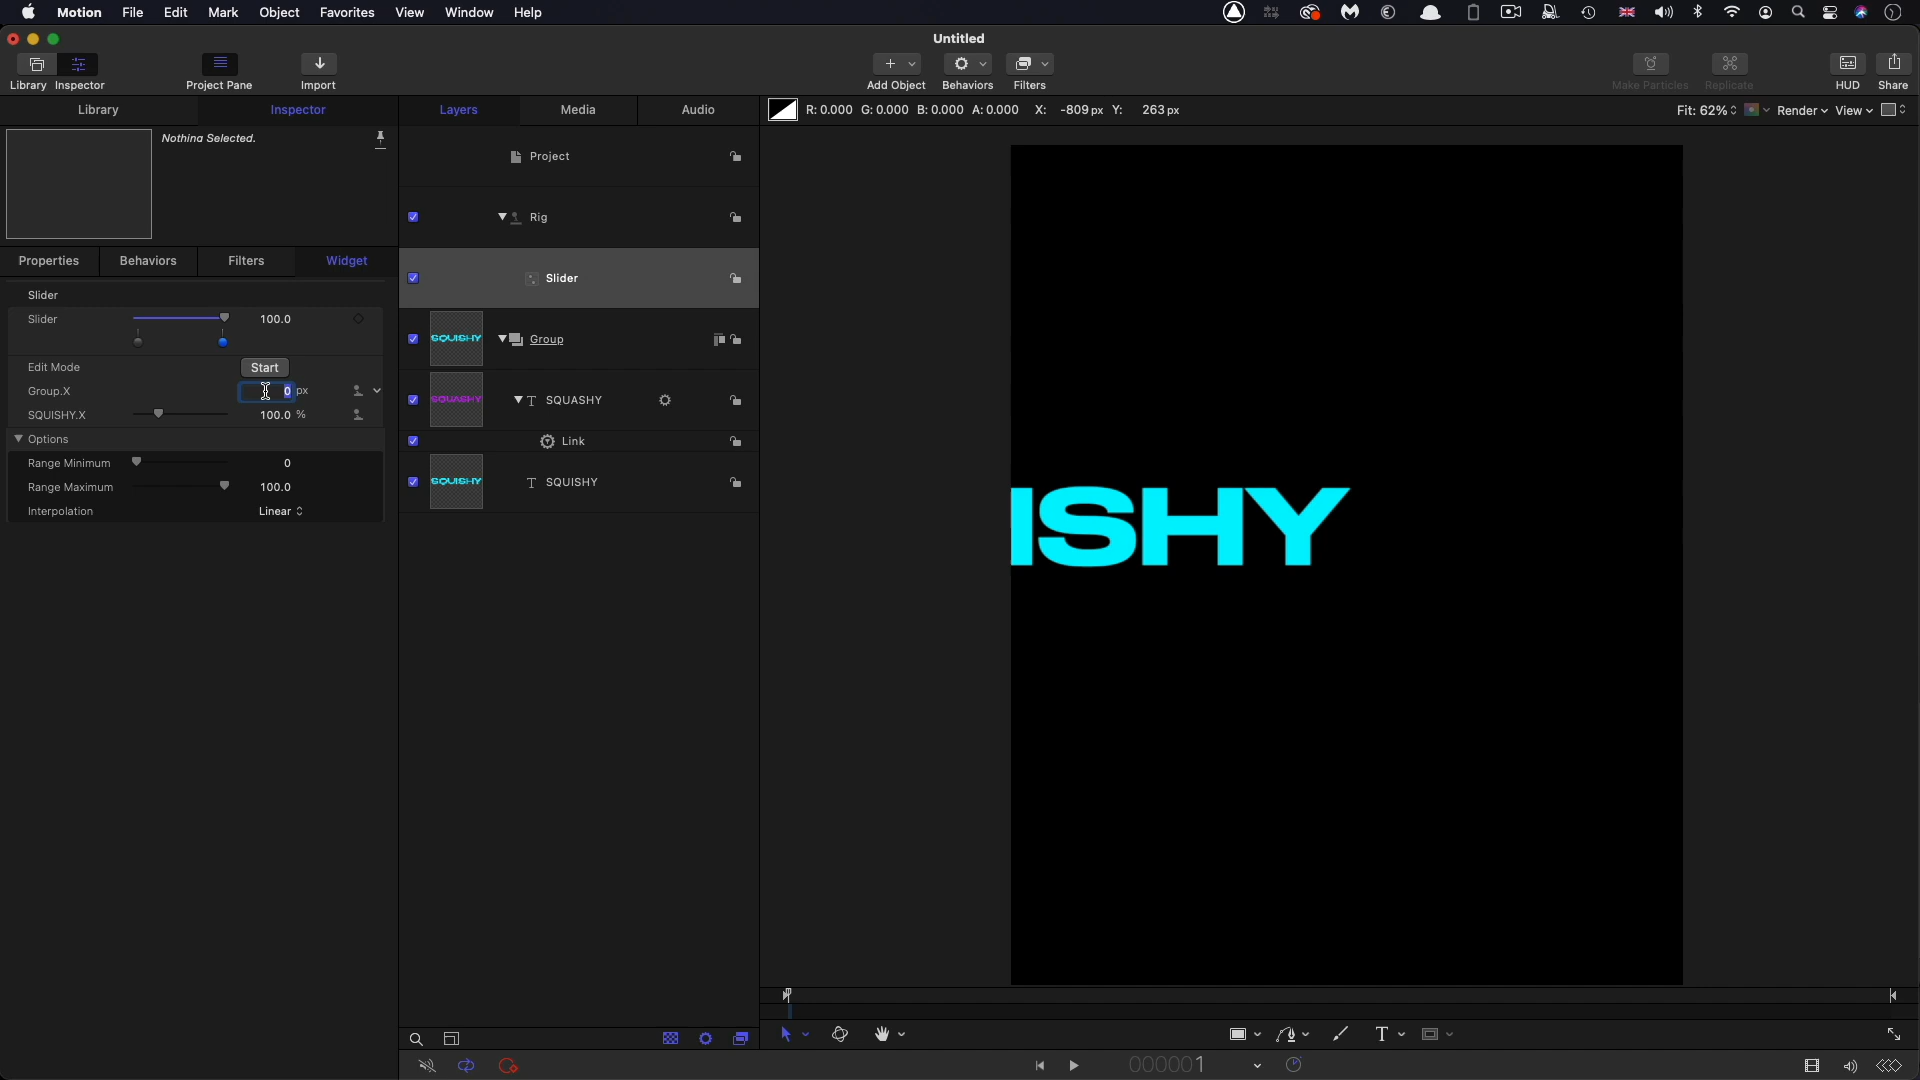 Motion File Edit Mark Object Favorites View Window Help
Untitled
Library Inspector Project Pane Import Add Object Behaviors Filters Make Particles Replicate HUD Share
Library Inspector Layers Media Audio R: 0.000 G: 0.000 B: 0.000 A: 0.000 X: -809 px Y: 263 px Fit: 62% Render View
Nothing Selected.
Project
Rig
Properties Behaviors Filters Widget
Slider
Slider
Slider 100.0
SQUISHY Group
Edit Mode Start
Group.X 0 px
SQUASHY SQUASHY
SQUISHY.X 100.0 %
Options
Link
Range Minimum 0
SQUISHY SQUISHY
Range Maximum 100.0
Interpolation Linear
ISHY
T
000001